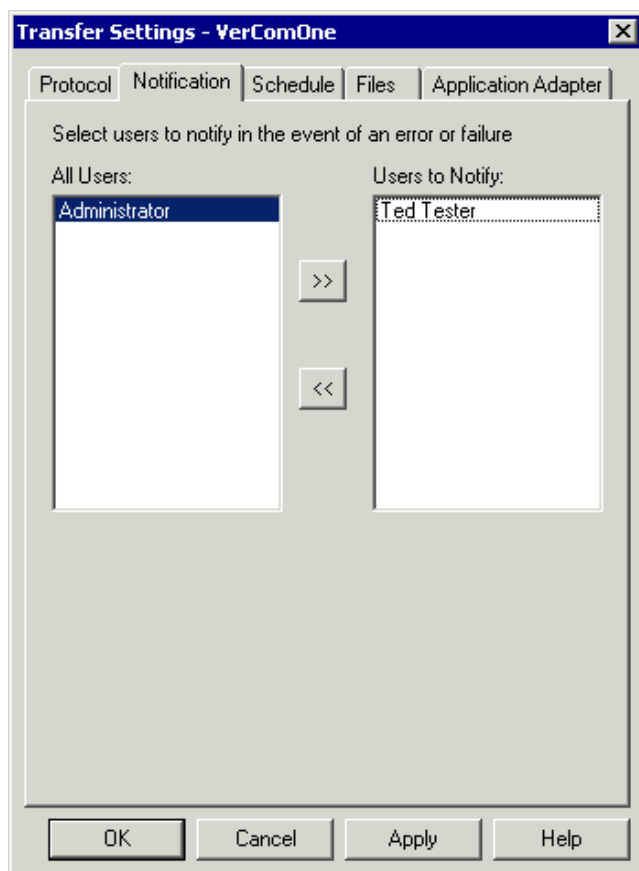 Transfer Settings - VerComOne
Protocol Notification Schedule Files Application Adapter
Select users to notify in the event of an error or failure
All Users: Users to Notify:
Administrator Ted Tester
>>
<<
OK Cancel Apply Help